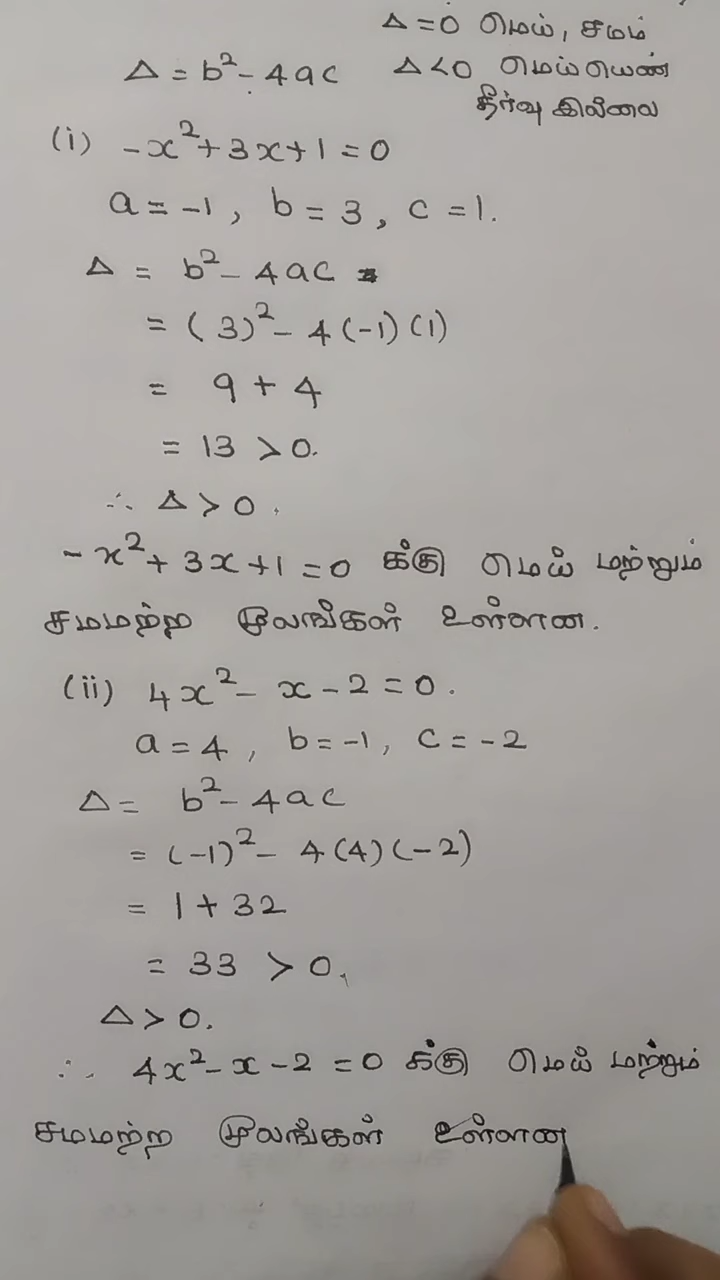 Δ = 0 மெய், சமம்
Δ = b² - 4ac Δ < 0 மெய்யெண்
தீர்வு இல்லை
(i) -x² + 3x + 1 = 0
a = -1, b = 3, c = 1.
Δ = b² - 4ac
= (3)² - 4(-1)(1)
= 9 + 4
= 13 > 0.
∴ Δ > 0.
-x² + 3x + 1 = 0 க்கு மெய் மற்றும்
சமமற்ற மூலங்கள் உள்ளன.
(ii) 4x² - x - 2 = 0.
a = 4, b = -1, c = -2
Δ = b² - 4ac
= (-1)² - 4(4)(-2)
= 1 + 32
= 33 > 0.
Δ > 0.
∴ 4x² - x - 2 = 0 க்கு மெய் மற்றும்
சமமற்ற மூலங்கள் உள்ளன